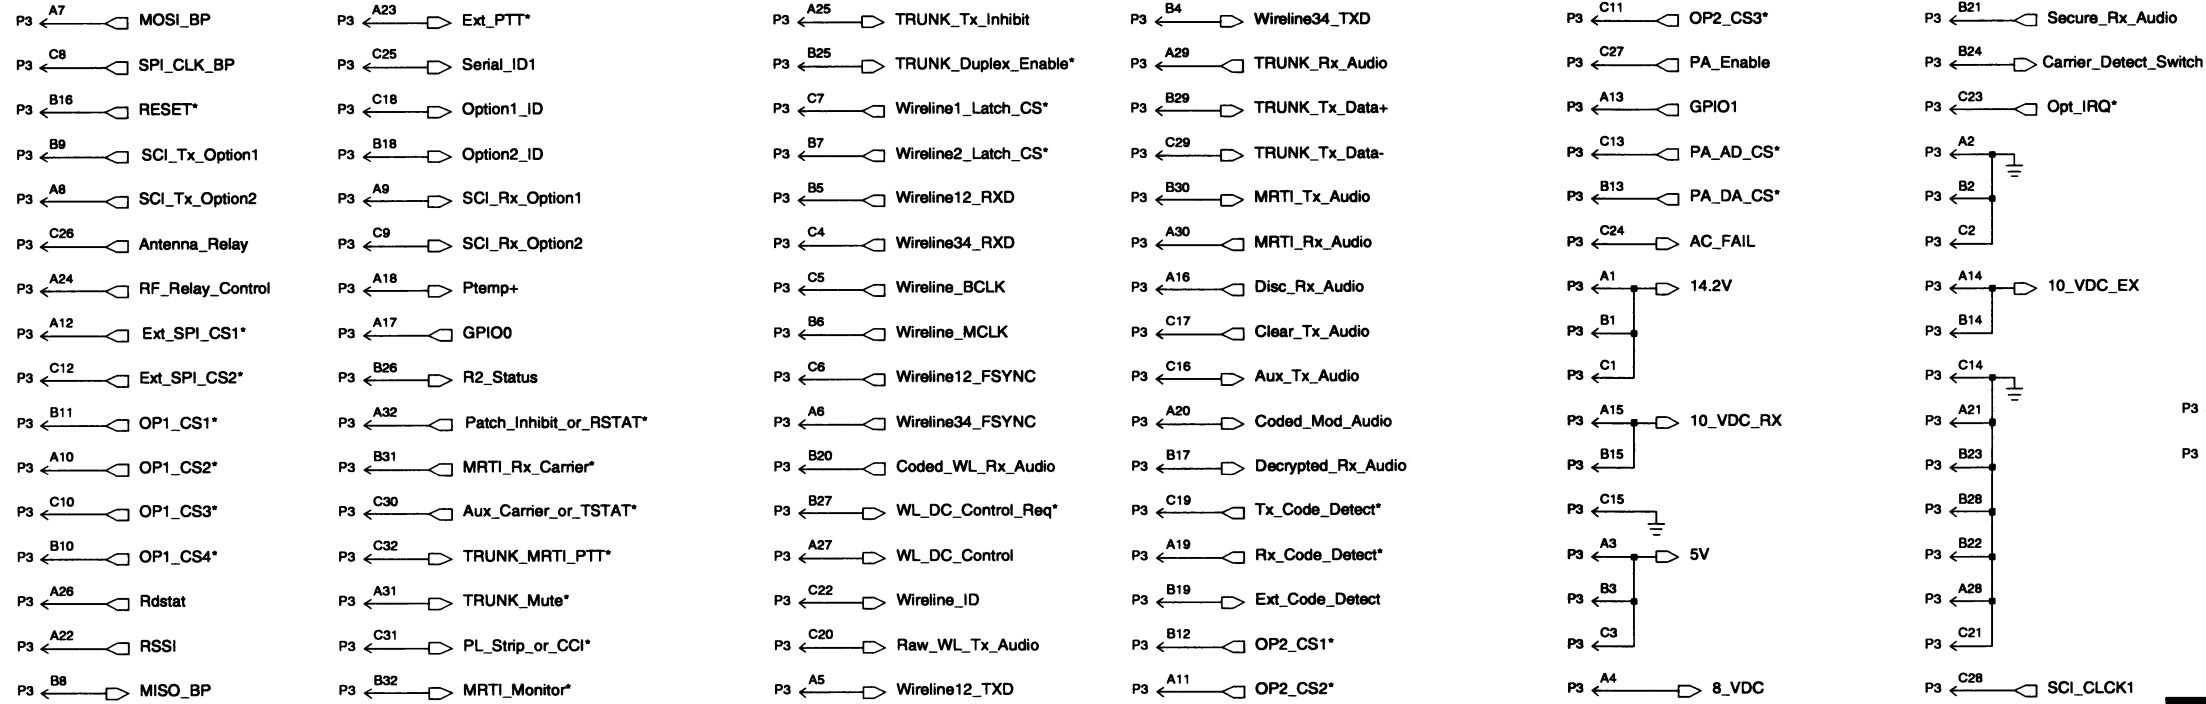 P3 A7 MOSI_BP
P3 C8 SPI_CLK_BP
P3 B16 RESET*
P3 B9 SCI_Tx_Option1
P3 A8 SCI_Tx_Option2
P3 C26 Antenna_Relay
P3 A24 RF_Relay_Control
P3 A12 Ext_SPI_CS1*
P3 C12 Ext_SPI_CS2*
P3 B11 OP1_CS1*
P3 A10 OP1_CS2*
P3 C10 OP1_CS3*
P3 B10 OP1_CS4*
P3 A26 Rdstat
P3 A22 RSSI
P3 B8 MISO_BP
P3 A23 Ext_PTT*
P3 C25 Serial_ID1
P3 C18 Option1_ID
P3 B18 Option2_ID
P3 A9 SCI_Rx_Option1
P3 C9 SCI_Rx_Option2
P3 A18 Ptemp+
P3 A17 GPIO0
P3 B26 R2_Status
P3 A32 Patch_Inhibit_or_RSTAT*
P3 B31 MRTI_Rx_Carrier*
P3 C30 Aux_Carrier_or_TSTAT*
P3 C32 TRUNK_MRTI_PTT*
P3 A31 TRUNK_Mute*
P3 C31 PL_Strip_or_CCI*
P3 B32 MRTI_Monitor*
P3 A25 TRUNK_Tx_Inhibit
P3 B25 TRUNK_Duplex_Enable*
P3 C7 Wireline1_Latch_CS*
P3 B7 Wireline2_Latch_CS*
P3 B5 Wireline12_RXD
P3 C4 Wireline34_RXD
P3 C5 Wireline_BCLK
P3 B6 Wireline_MCLK
P3 C6 Wireline12_FSYNC
P3 A6 Wireline34_FSYNC
P3 B20 Coded_WL_Rx_Audio
P3 B27 WL_DC_Control_Req*
P3 A27 WL_DC_Control
P3 C22 Wireline_ID
P3 C20 Raw_WL_Tx_Audio
P3 A5 Wireline12_TXD
P3 B4 Wireline34_TXD
P3 A29 TRUNK_Rx_Audio
P3 B29 TRUNK_Tx_Data+
P3 C29 TRUNK_Tx_Data-
P3 B30 MRTI_Tx_Audio
P3 A30 MRTI_Rx_Audio
P3 A16 Disc_Rx_Audio
P3 C17 Clear_Tx_Audio
P3 C16 Aux_Tx_Audio
P3 A20 Coded_Mod_Audio
P3 B17 Decrypted_Rx_Audio
P3 C19 Tx_Code_Detect*
P3 A19 Rx_Code_Detect*
P3 B19 Ext_Code_Detect
P3 B12 OP2_CS1*
P3 A11 OP2_CS2*
P3 C11 OP2_CS3*
P3 C27 PA_Enable
P3 A13 GPIO1
P3 C13 PA_AD_CS*
P3 B13 PA_DA_CS*
P3 C24 AC_FAIL
P3 A1 14.2V
P3 B1
P3 C1
P3 A15 10_VDC_RX
P3 B15
P3 C15
P3 A3 5V
P3 B3
P3 C3
P3 A4 8_VDC
P3 B21 Secure_Rx_Audio
P3 B24 Carrier_Detect_Switch
P3 C23 Opt_IRQ*
P3 A2
P3 B2
P3 C2
P3 A14 10_VDC_EX
P3 B14
P3 C14
P3 A21
P3 B23
P3 B28
P3 B22
P3 A28
P3 C21
P3 C28 SCI_CLCK1
P3
P3